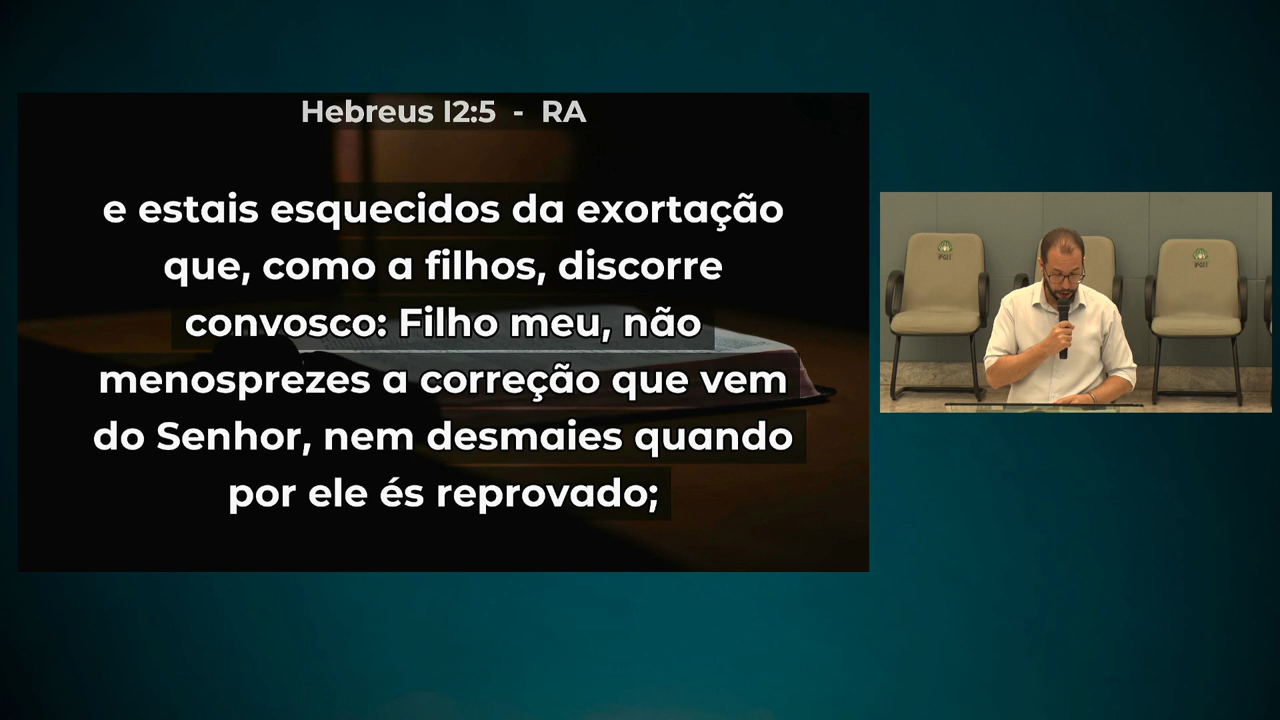 Hebreus 12:5 - RA
e estais esquecidos da exortação
que, como a filhos, discorre
convosco: Filho meu, não
menosprezes a correção que vem
do Senhor, nem desmaies quando
por ele és reprovado;